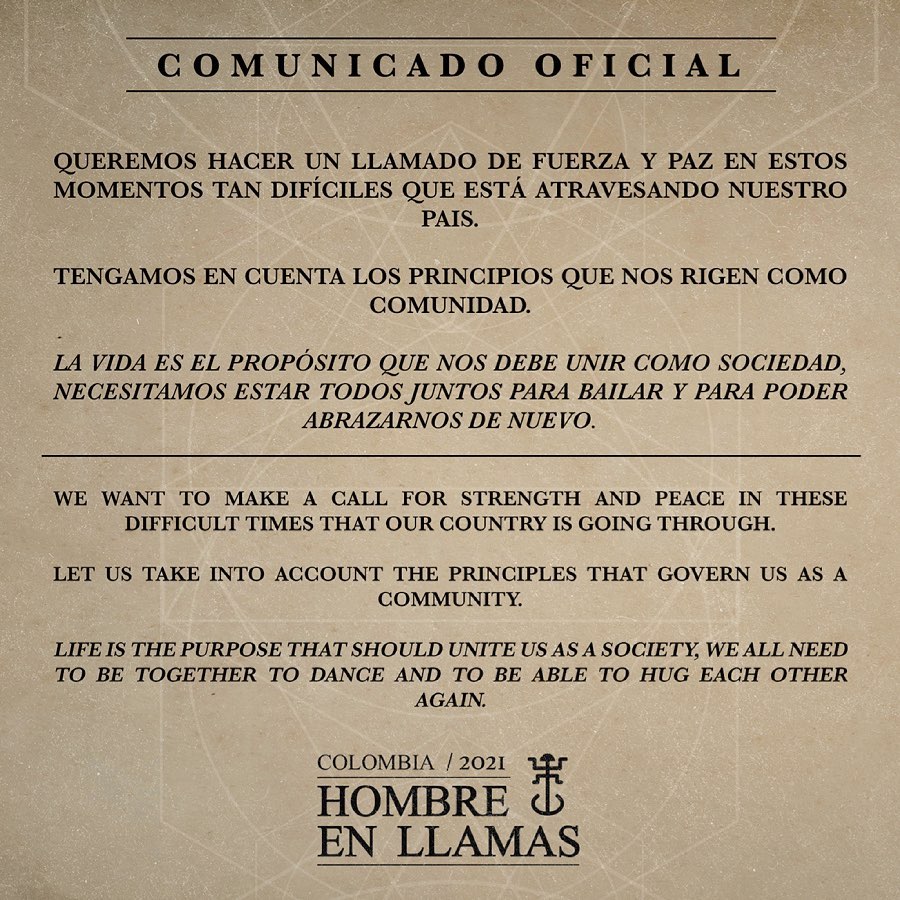 COMUNICADO OFICIAL
QUEREMOS HACER UN LLAMADO DE FUERZA Y PAZ EN ESTOS
MOMENTOS TAN DIFÍCILES QUE ESTÁ ATRAVESANDO NUESTRO
PAIS.
TENGAMOS EN CUENTA LOS PRINCIPIOS QUE NOS RIGEN COMO
COMUNIDAD.
LA VIDA ES EL PROPÓSITO QUE NOS DEBE UNIR COMO SOCIEDAD,
NECESITAMOS ESTAR TODOS JUNTOS PARA BAILAR Y PARA PODER
ABRAZARNOS DE NUEVO.
WE WANT TO MAKE A CALL FOR STRENGTH AND PEACE IN THESE
DIFFICULT TIMES THAT OUR COUNTRY IS GOING THROUGH.
LET US TAKE INTO ACCOUNT THE PRINCIPLES THAT GOVERN US AS A
COMMUNITY.
LIFE IS THE PURPOSE THAT SHOULD UNITE US AS A SOCIETY, WE ALL NEED
TO BE TOGETHER TO DANCE AND TO BE ABLE TO HUG EACH OTHER
AGAIN.
COLOMBIA / 2021
HOMBRE
EN LLAMAS